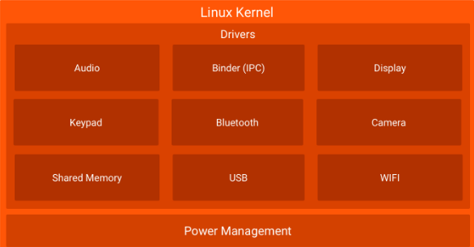 Linux Kernel
Drivers
Audio Binder (IPC) Display
Keypad Bluetooth Camera
Shared Memory USB WIFI
Power Management